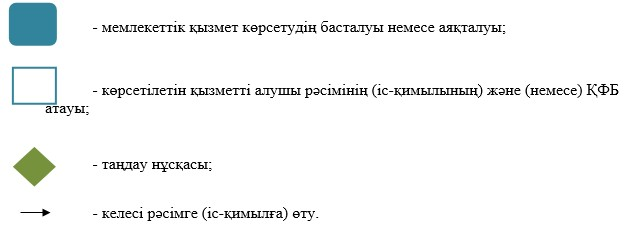 - мемлекеттік қызмет көрсетудің басталуы немесе аяқталуы;
- көрсетілетін қызметті алушы рәсімінің (іс-қимылының) және (немесе) ҚФБ
атауы;
- таңдау нұсқасы;
- келесі рәсімге (іс-қимылға) өту.